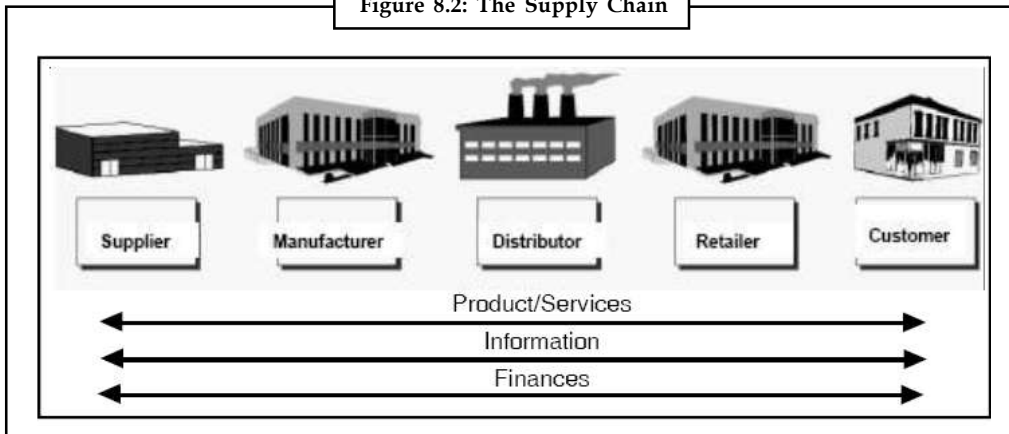 Figure 8.2: The Supply Chain
Supplier Manufacturer Distributor Retailer Customer
Product/Services
Information
Finances